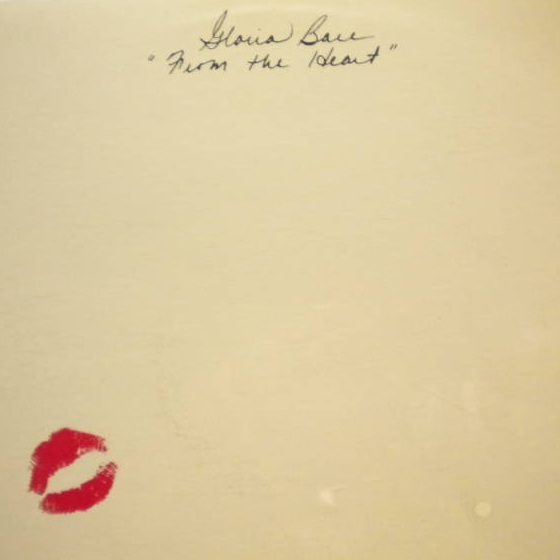 Gloria Barr
"From the Heart"